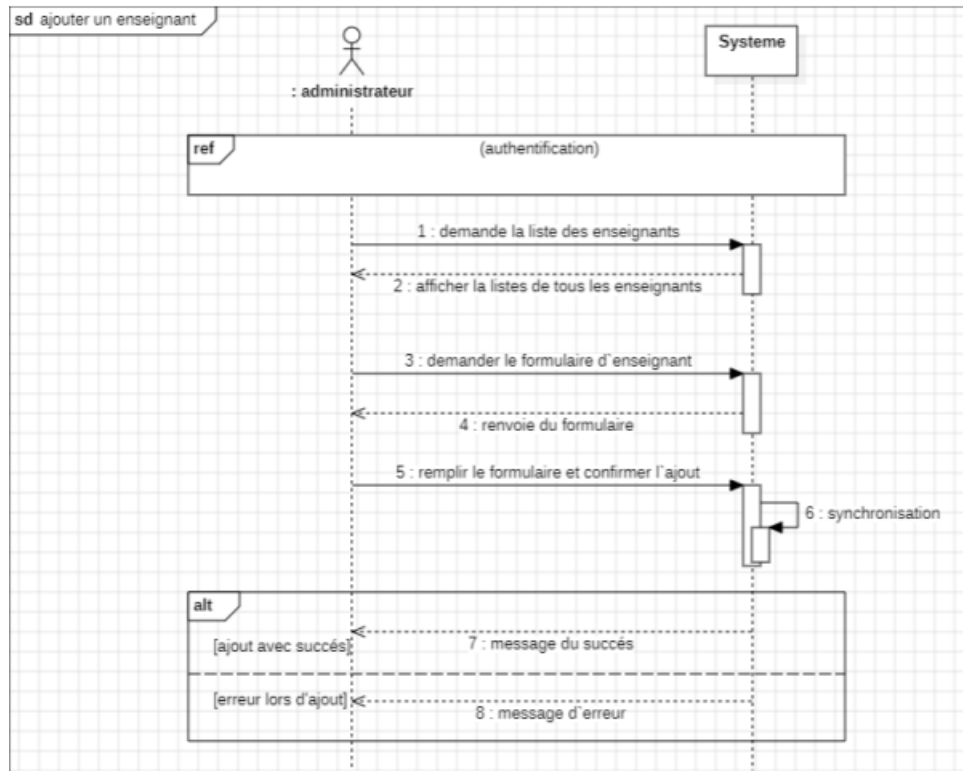 sd ajouter un enseignant
Systeme
: administrateur
ref
(authentification)
1 : demande la liste des enseignants
2 : afficher la listes de tous les enseignants
3 : demander le formulaire d`enseignant
4 : renvoie du formulaire
5 : remplir le formulaire et confirmer l`ajout
6 : synchronisation
alt
[ajout avec succés]
7 : message du succés
[erreur lors d'ajout]
8 : message d`erreur